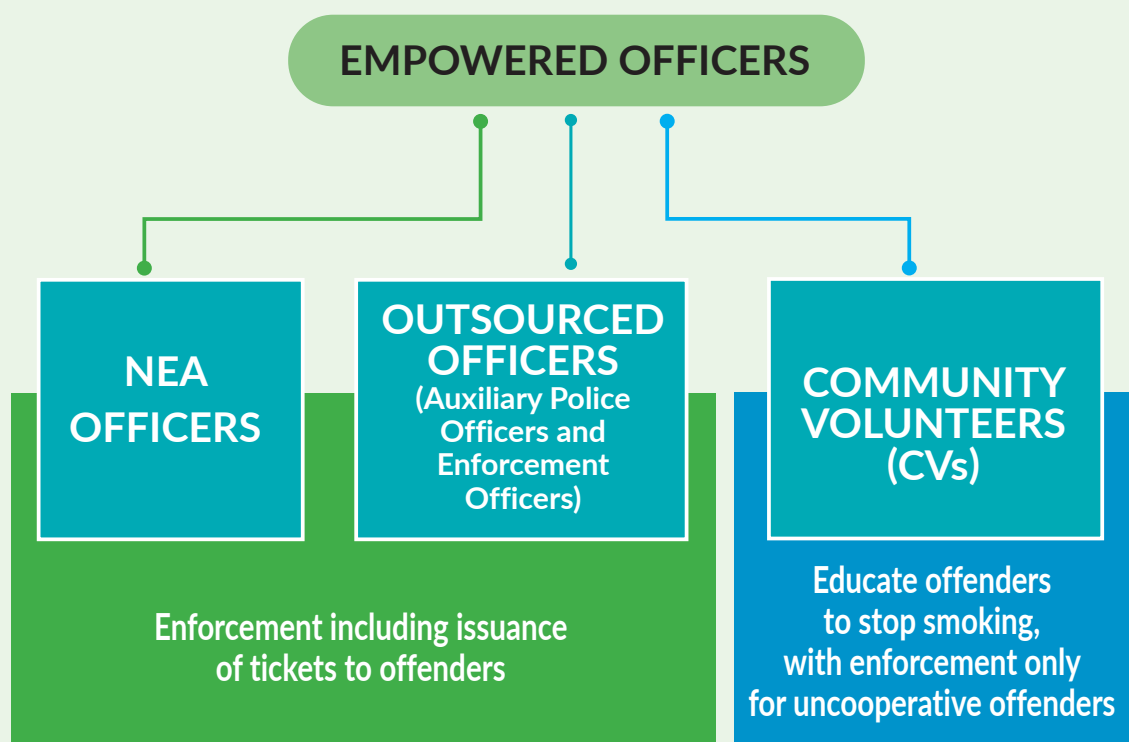 EMPOWERED OFFICERS
NEA
OFFICERS
OUTSOURCED
OFFICERS
(Auxiliary Police
Officers and
Enforcement
Officers)
COMMUNITY
VOLUNTEERS
(CVs)
Enforcement including issuance
of tickets to offenders
Educate offenders
to stop smoking,
with enforcement only
for uncooperative offenders